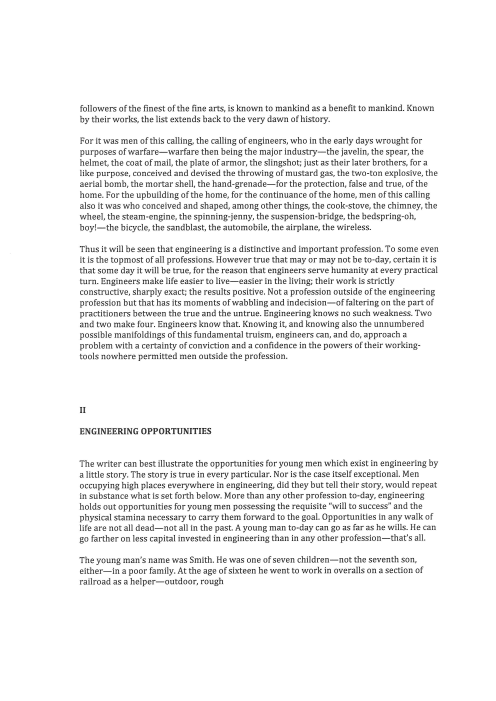 followers of the finest of the fine arts, is known to mankind as a benefit to mankind. Known
by their works, the list extends back to the very dawn of history.
For it was men of this calling, the calling of engineers, who in the early days wrought for
purposes of warfare—warfare then being the major industry—the javelin, the spear, the
helmet, the coat of mail, the plate of armor, the slingshot; just as their later brothers, for a
like purpose, conceived and devised the throwing of mustard gas, the two-ton explosive, the
aerial bomb, the mortar shell, the hand-grenade—for the protection, false and true, of the
home. For the upbuilding of the home, for the continuance of the home, men of this calling
also it was who conceived and shaped, among other things, the cook-stove, the chimney, the
wheel, the steam-engine, the spinning-jenny, the suspension-bridge, the bedspring-oh,
boy!—the bicycle, the sandblast, the automobile, the airplane, the wireless.
Thus it will be seen that engineering is a distinctive and important profession. To some even
it is the topmost of all professions. However true that may or may not be to-day, certain it is
that some day it will be true, for the reason that engineers serve humanity at every practical
turn. Engineers make life easier to live—easier in the living; their work is strictly
constructive, sharply exact; the results positive. Not a profession outside of the engineering
profession but that has its moments of wabbling and indecision—of faltering on the part of
practitioners between the true and the untrue. Engineering knows no such weakness. Two
and two make four. Engineers know that. Knowing it, and knowing also the unnumbered
possible manifoldings of this fundamental truism, engineers can, and do, approach a
problem with a certainty of conviction and a confidence in the powers of their working-
tools nowhere permitted men outside the profession.
II
ENGINEERING OPPORTUNITIES
The writer can best illustrate the opportunities for young men which exist in engineering by
a little story. The story is true in every particular. Nor is the case itself exceptional. Men
occupying high places everywhere in engineering, did they but tell their story, would repeat
in substance what is set forth below. More than any other profession to-day, engineering
holds out opportunities for young men possessing the requisite "will to success" and the
physical stamina necessary to carry them forward to the goal. Opportunities in any walk of
life are not all dead—not all in the past. A young man to-day can go as far as he wills. He can
go farther on less capital invested in engineering than in any other profession—that's all.
The young man's name was Smith. He was one of seven children—not the seventh son,
either—in a poor family. At the age of sixteen he went to work in overalls on a section of
railroad as a helper—outdoor, rough